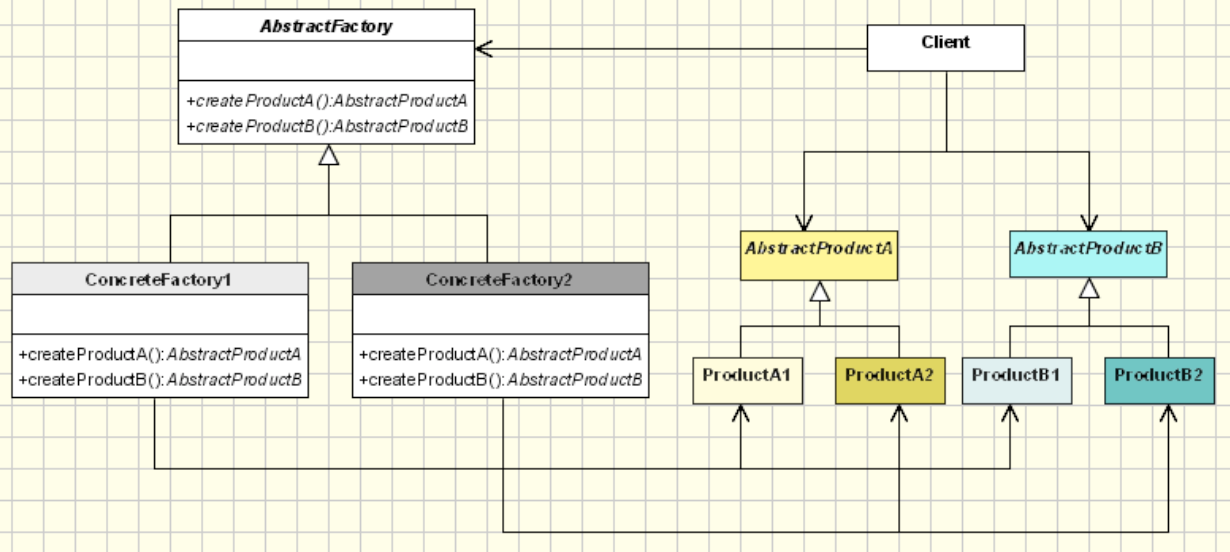 AbstractFactory
+createProductA():AbstractProductA
+createProductB():AbstractProductB
Client
AbstractProductA
AbstractProductB
ConcreteFactory1
+createProductA():AbstractProductA
+createProductB():AbstractProductB
ConcreteFactory2
+createProductA():AbstractProductA
+createProductB():AbstractProductB
ProductA1
ProductA2
ProductB1
ProductB2